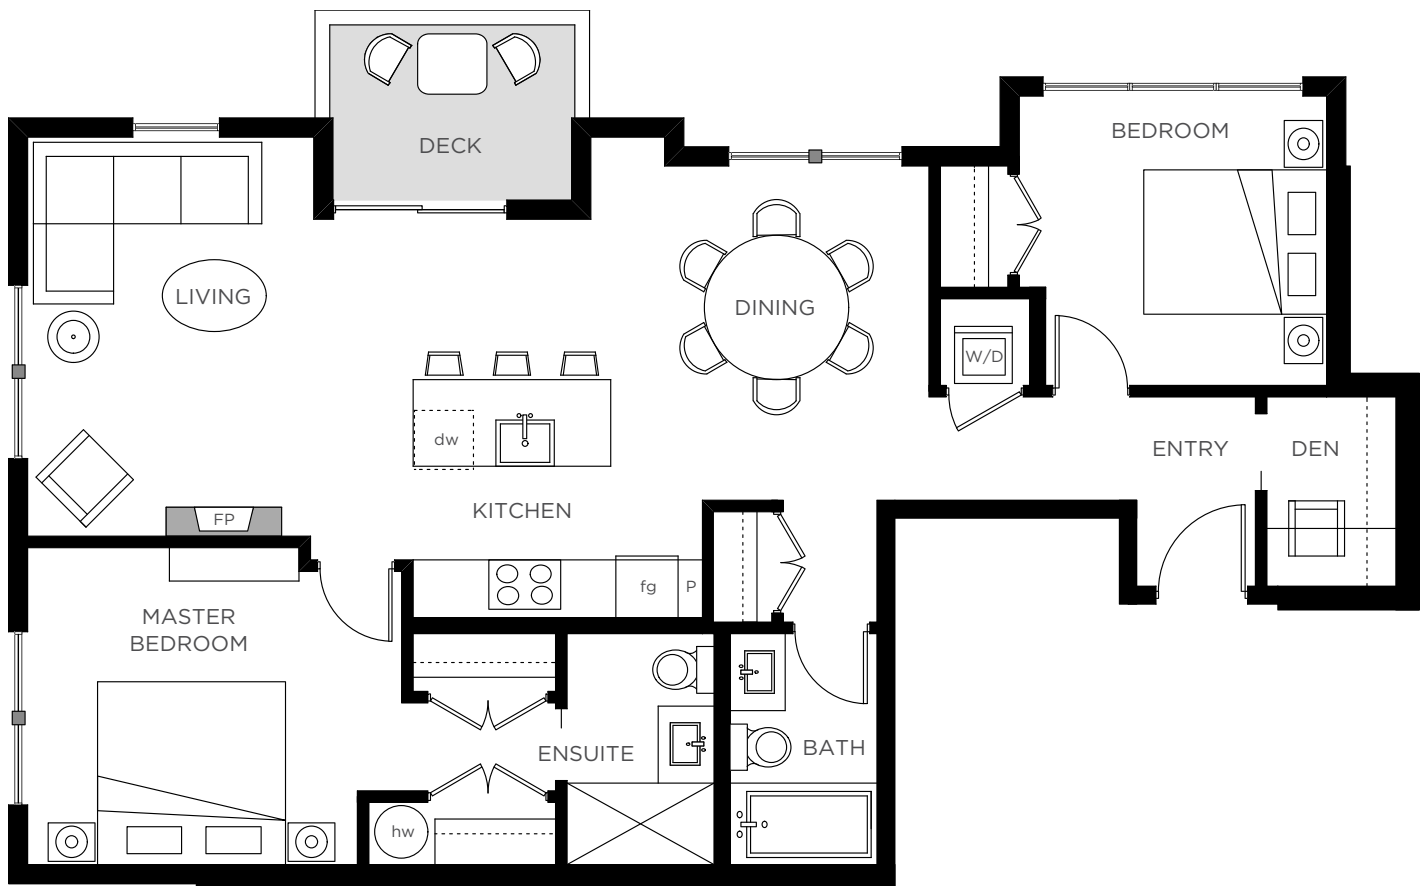 DECK
BEDROOM
LIVING
DINING
W/D
dw
ENTRY
DEN
KITCHEN
FP
fg
P
MASTER
BEDROOM
ENSUITE
BATH
hw